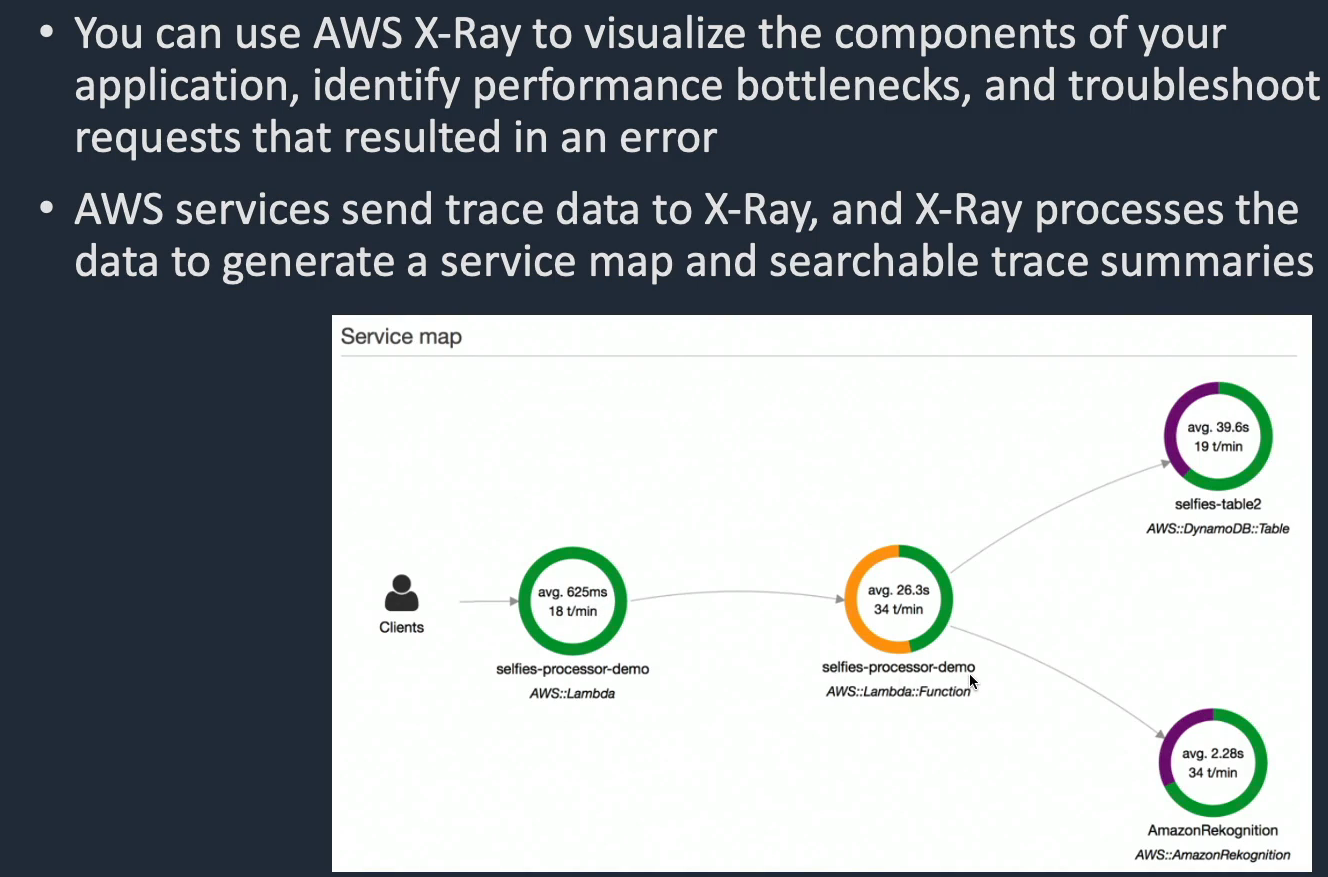 • You can use AWS X-Ray to visualize the components of your
application, identify performance bottlenecks, and troubleshoot
requests that resulted in an error
• AWS services send trace data to X-Ray, and X-Ray processes the
data to generate a service map and searchable trace summaries
Service map
Clients
avg. 625ms
18 t/min
selfies-processor-demo
AWS::Lambda
avg. 26.3s
34 t/min
selfies-processor-demo
AWS::Lambda::Function
avg. 39.6s
19 t/min
selfies-table2
AWS::DynamoDB::Table
avg. 2.28s
34 t/min
AmazonRekognition
AWS::AmazonRekognition